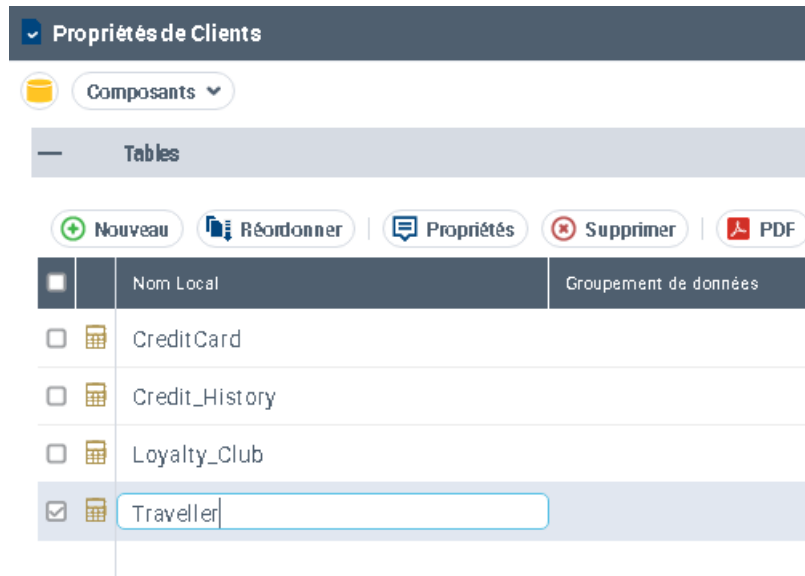 Propriétés de Clients
Composants
Tables
Nouveau Réordonner Propriétés Supprimer PDF
Nom Local Groupement de données
CreditCard
Credit_History
Loyalty_Club
Traveller